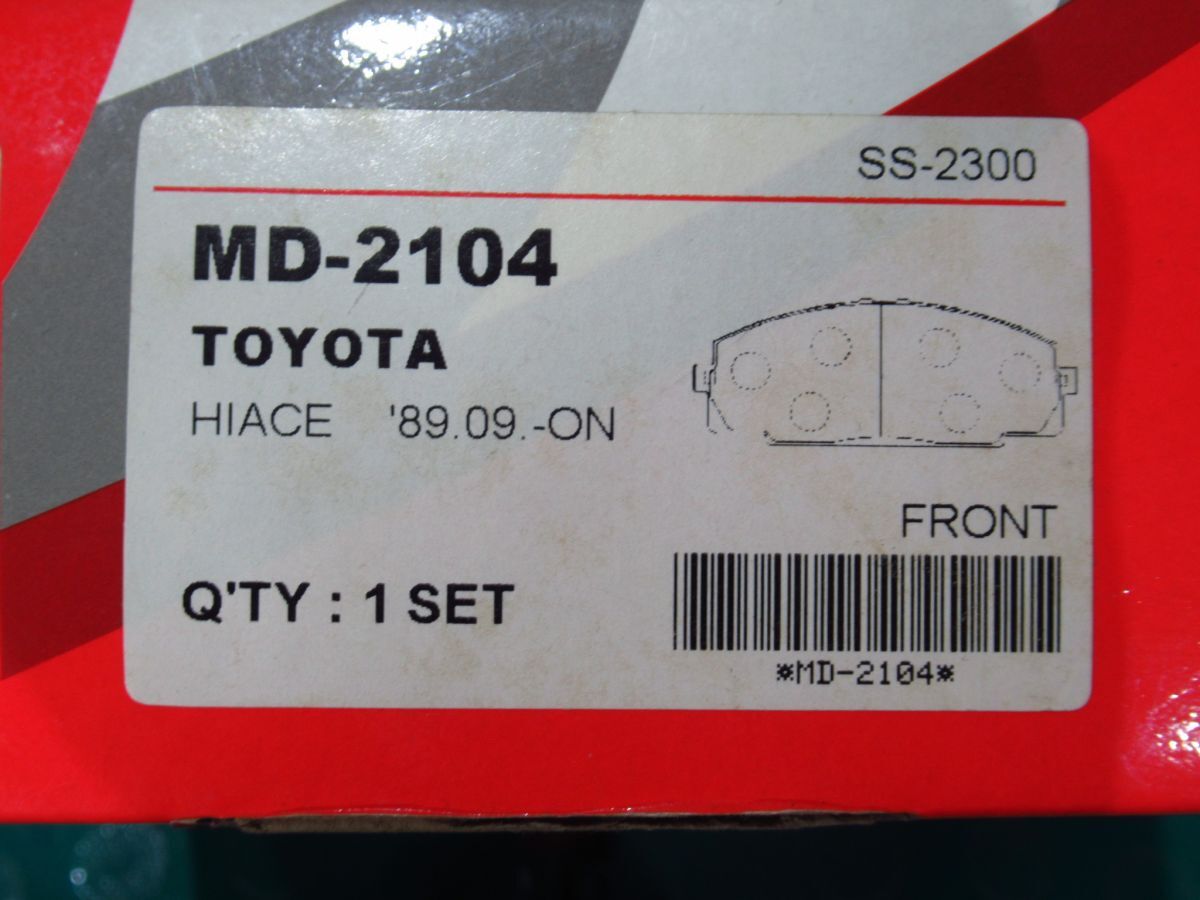 SS-2300
MD-2104
TOYOTA
HIACE '89.09.-ON
FRONT
Q'TY : 1 SET
*MD-2104*